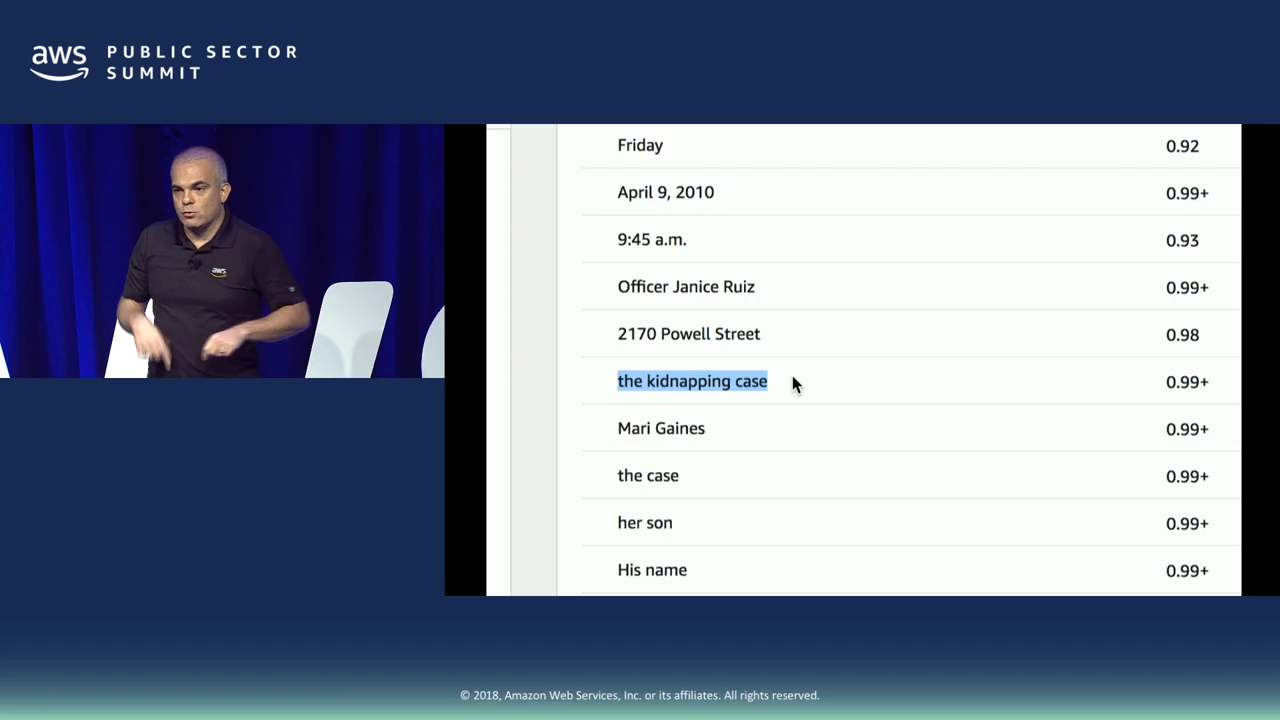 aws PUBLIC SECTOR
SUMMIT
aws
Friday 0.92
April 9, 2010 0.99+
9:45 a.m. 0.93
Officer Janice Ruiz 0.99+
2170 Powell Street 0.98
the kidnapping case 0.99+
Mari Gaines 0.99+
the case 0.99+
her son 0.99+
His name 0.99+
© 2018, Amazon Web Services, Inc. or its affiliates. All rights reserved.